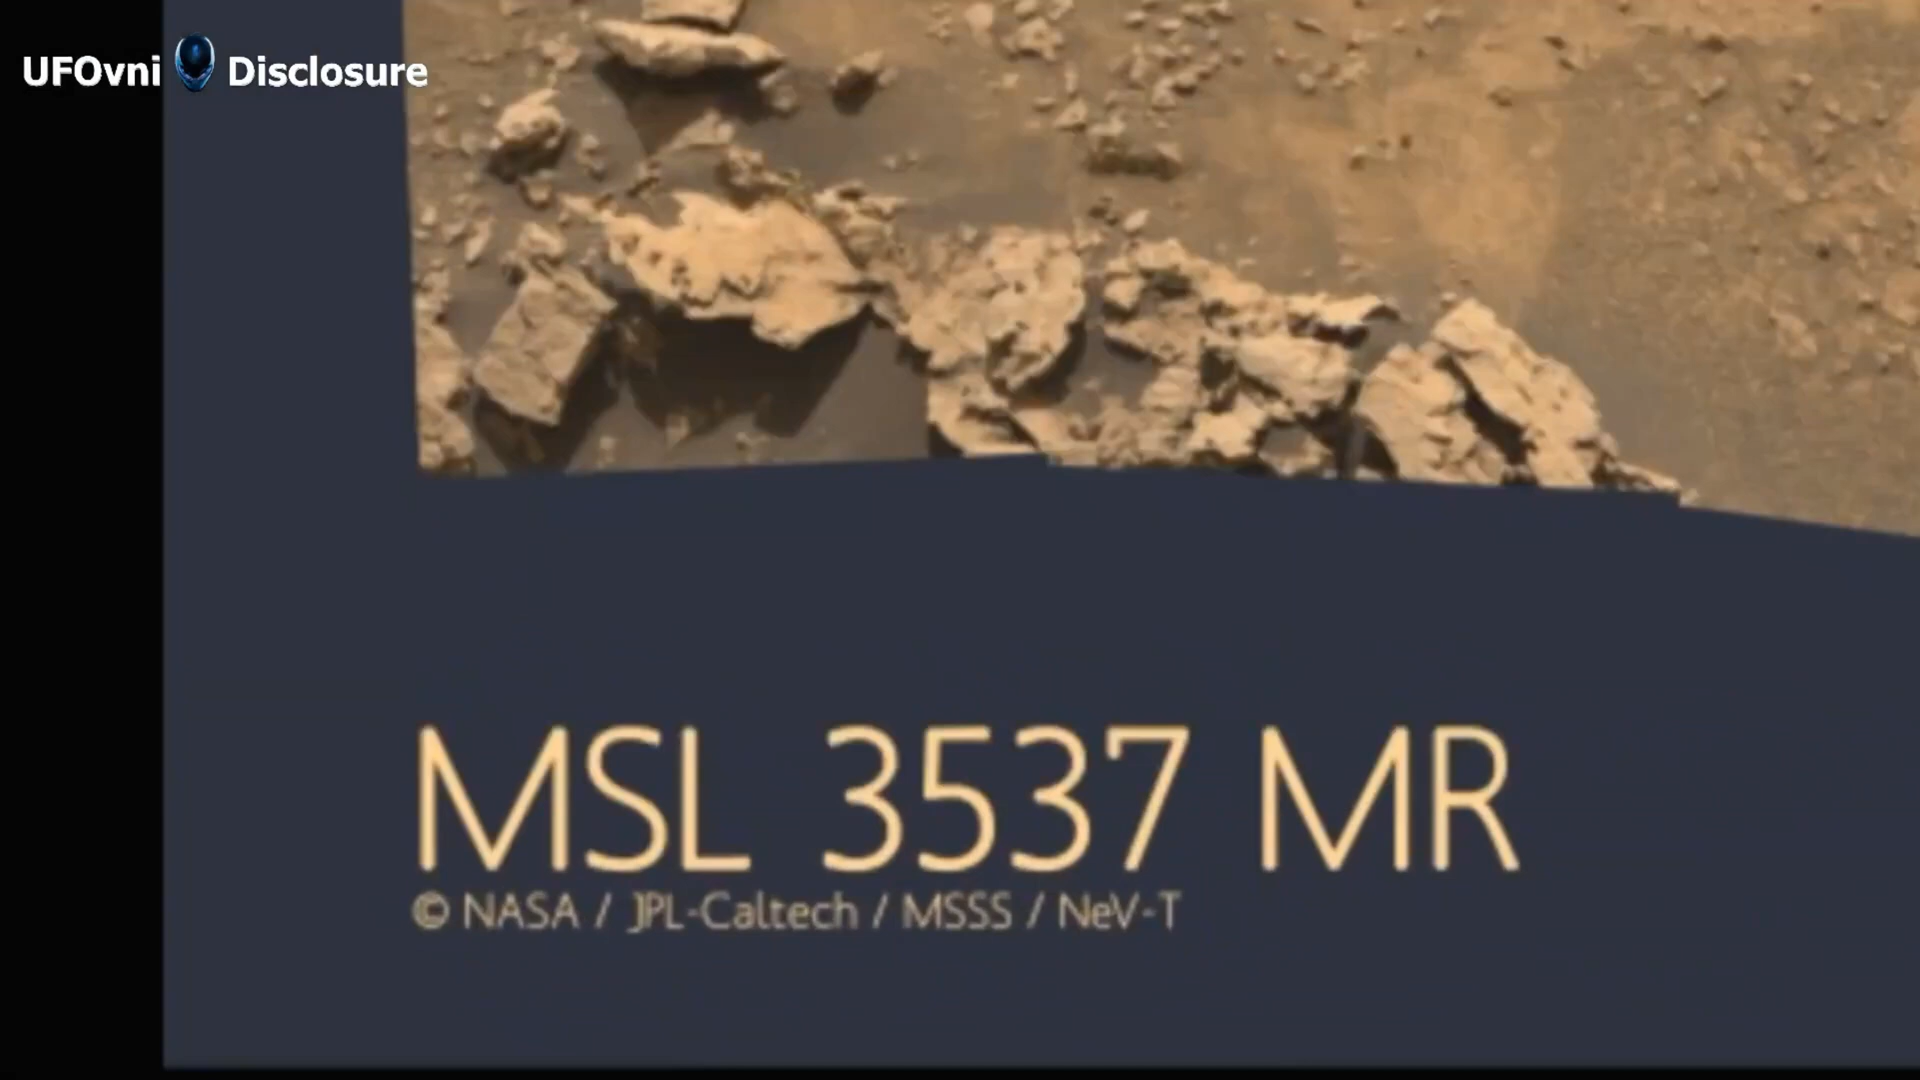 UFOvni Disclosure
MSL 3537 MR
© NASA / JPL-Caltech / MSSS / NeV-T